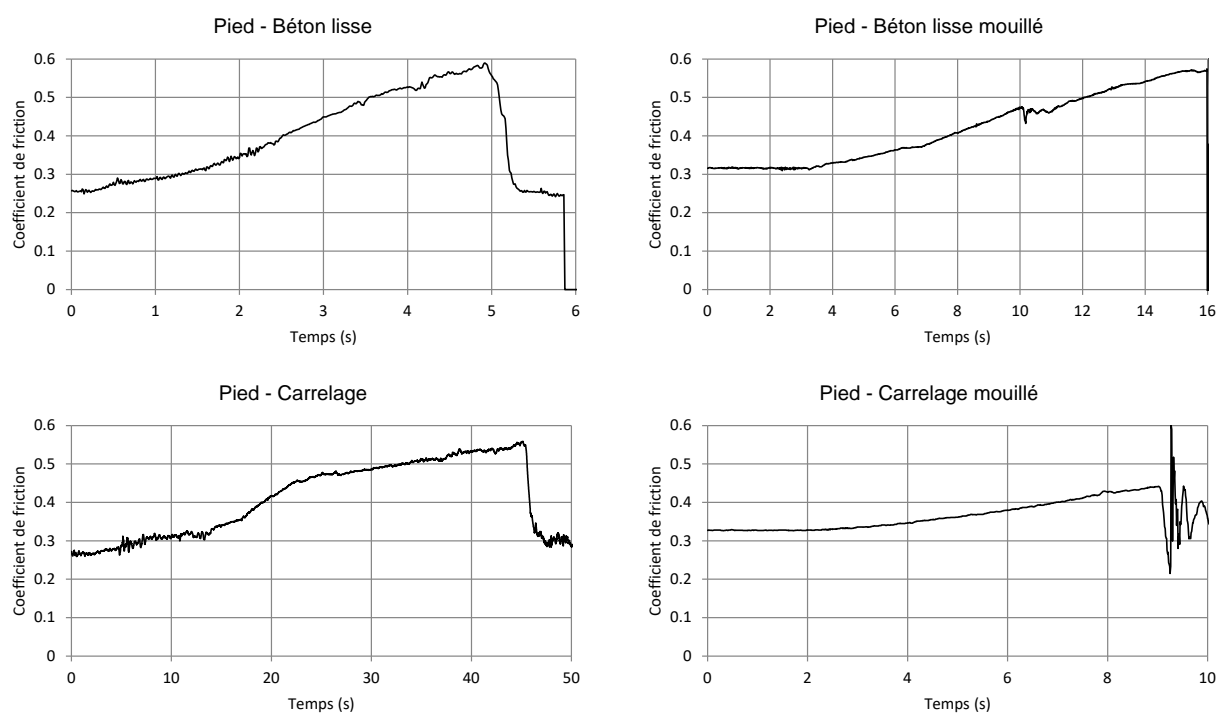 Pied - Béton lisse
0.6
0.5
0.4
0.3
0.2
0.1
0
Coefficient de friction
0 1 2 3 4 5 6
Temps (s)
Pied - Béton lisse mouillé
0.6
0.5
0.4
0.3
0.2
0.1
0
Coefficient de friction
0 2 4 6 8 10 12 14 16
Temps (s)
Pied - Carrelage
0.6
0.5
0.4
0.3
0.2
0.1
0
Coefficient de friction
0 10 20 30 40 50
Temps (s)
Pied - Carrelage mouillé
0.6
0.5
0.4
0.3
0.2
0.1
0
Coefficient de friction
0 2 4 6 8 10
Temps (s)